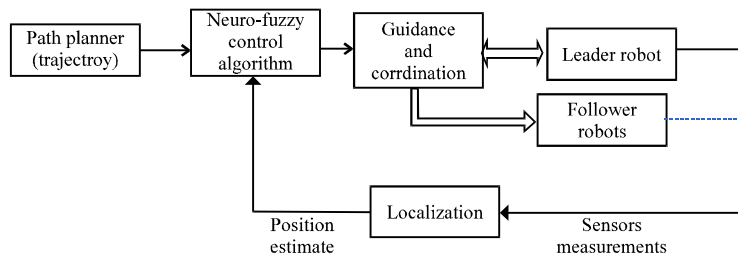 Path planner
(trajectroy)
Neuro-fuzzy
control
algorithm
Guidance
and
corrdination
Leader robot
Follower
robots
Localization
Position
estimate
Sensors
measurements